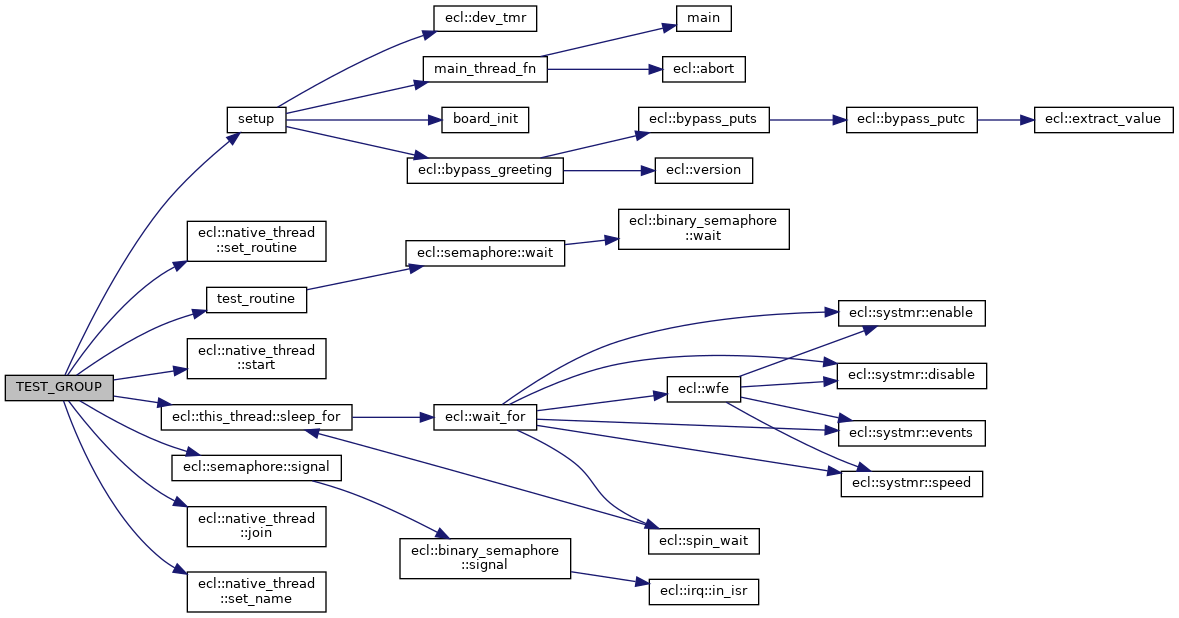 ecl::dev_tmr
main
main_thread_fn
ecl::abort
setup
board_init
ecl::bypass_puts
ecl::bypass_putc
ecl::extract_value
ecl::bypass_greeting
ecl::version
ecl::native_thread
::set_routine
ecl::binary_semaphore
::wait
ecl::semaphore::wait
test_routine
ecl::systmr::enable
ecl::native_thread
::start
ecl::systmr::disable
TEST_GROUP
ecl::wfe
ecl::this_thread::sleep_for
ecl::wait_for
ecl::systmr::events
ecl::semaphore::signal
ecl::systmr::speed
ecl::native_thread
::join
ecl::spin_wait
ecl::binary_semaphore
::signal
ecl::irq::in_isr
ecl::native_thread
::set_name